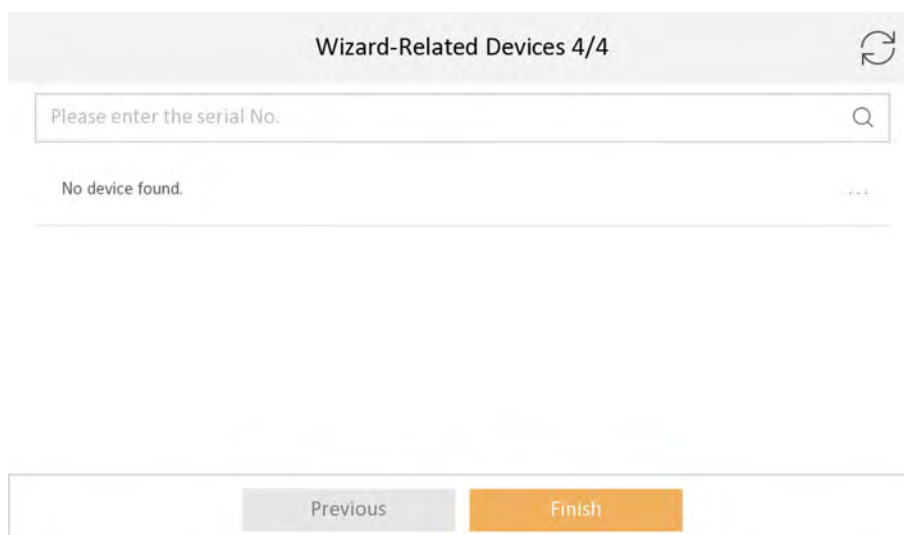 Wizard-Related Devices 4/4
Please enter the serial No.
No device found.
...
Previous
Finish